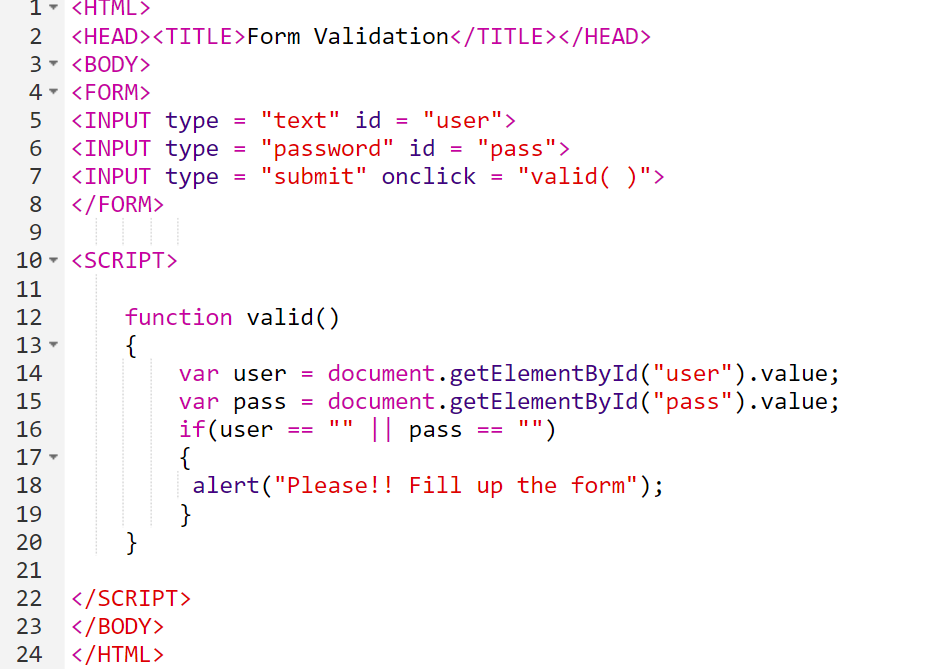 1 <HTML>
2 <HEAD><TITLE>Form Validation</TITLE></HEAD>
3 <BODY>
4 <FORM>
5 <INPUT type = "text" id = "user">
6 <INPUT type = "password" id = "pass">
7 <INPUT type = "submit" onclick = "valid( )">
8 </FORM>
9
10 <SCRIPT>
11
12     function valid()
13     {
14         var user = document.getElementById("user").value;
15         var pass = document.getElementById("pass").value;
16         if(user == "" || pass == "")
17         {
18          alert("Please!! Fill up the form");
19         }
20     }
21
22 </SCRIPT>
23 </BODY>
24 </HTML>